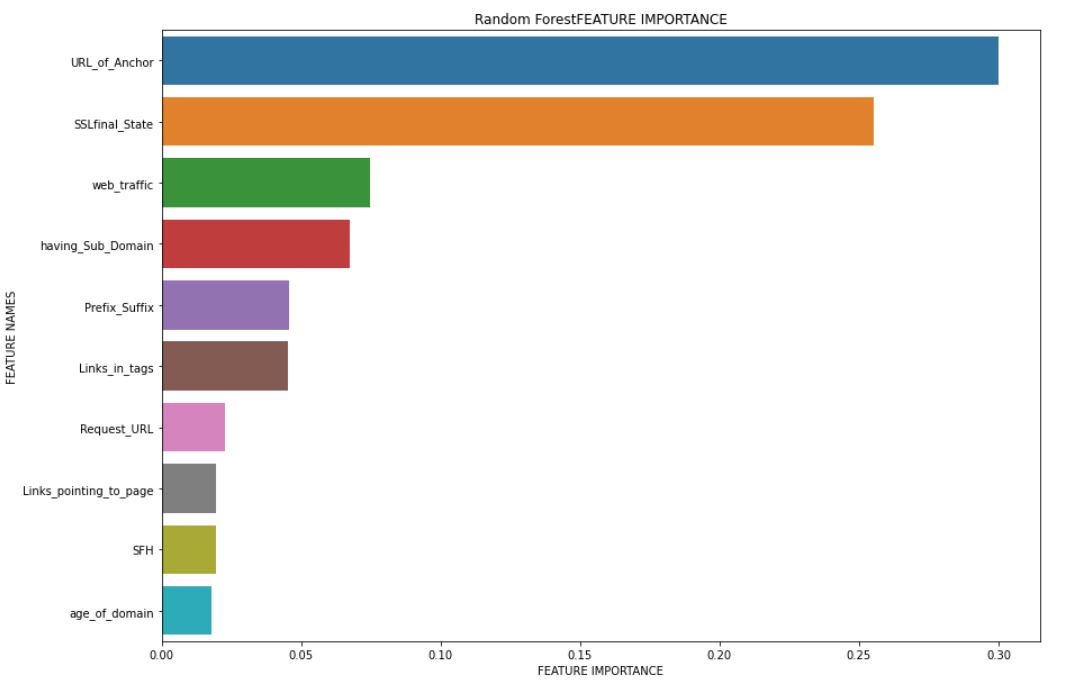 Random ForestFEATURE IMPORTANCE
FEATURE NAMES
URL_of_Anchor
SSLfinal_State
web_traffic
having_Sub_Domain
Prefix_Suffix
Links_in_tags
Request_URL
Links_pointing_to_page
SFH
age_of_domain
0.00 0.05 0.10 0.15 0.20 0.25 0.30
FEATURE IMPORTANCE